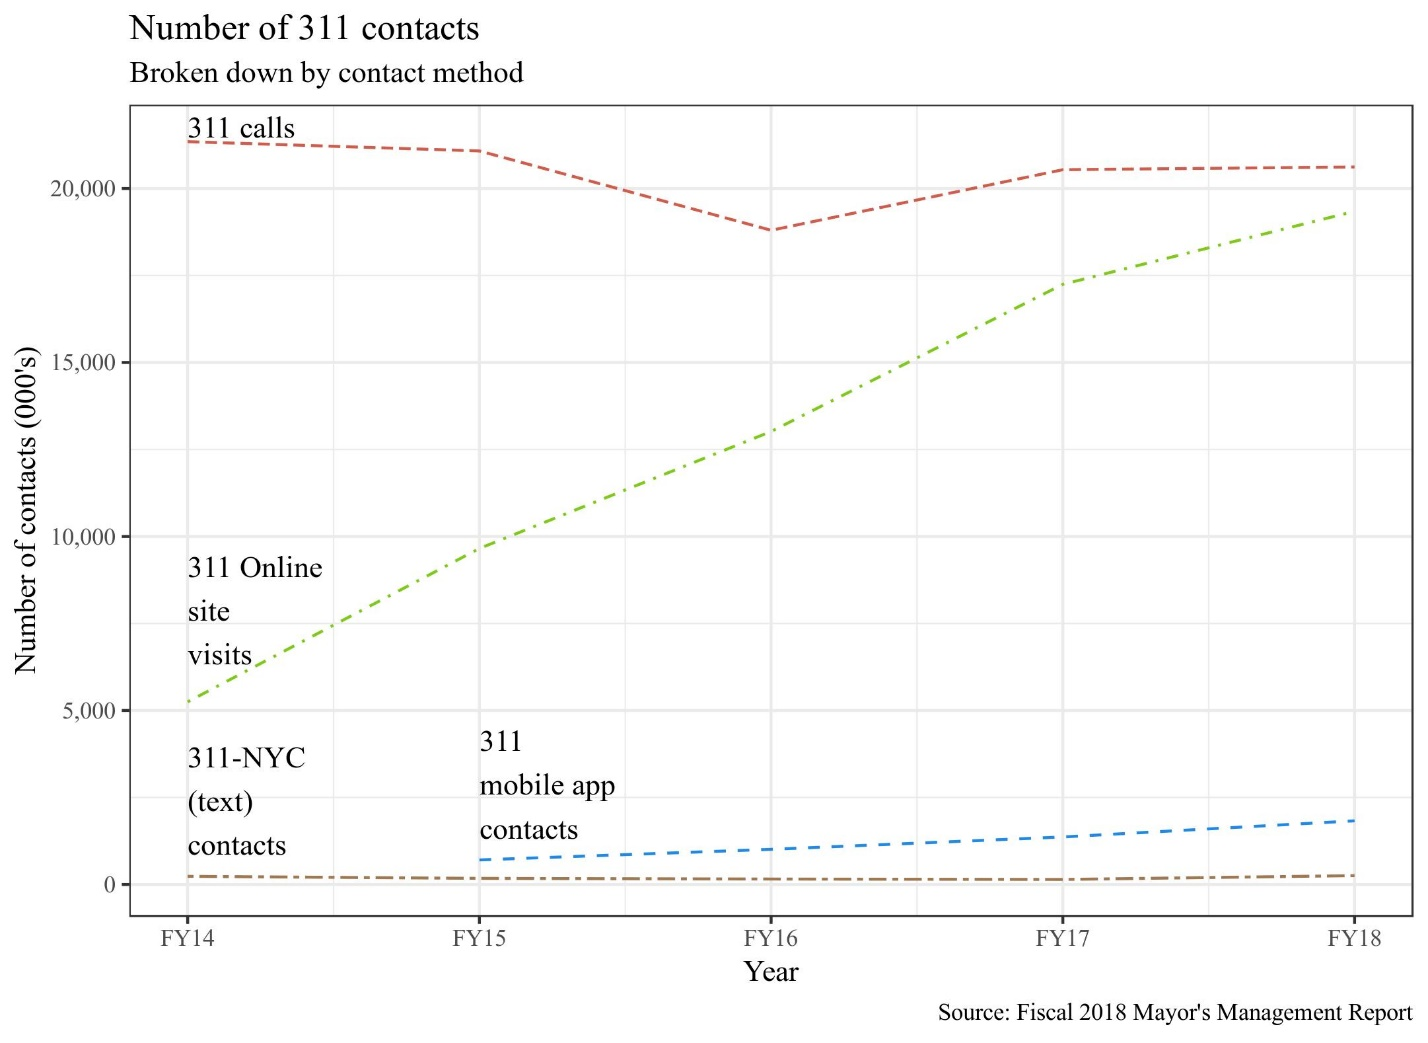 Number of 311 contacts
Broken down by contact method
311 calls
20,000
15,000
10,000
5,000
0
Number of contacts (000's)
311 Online
site
visits
311-NYC
(text)
contacts
311
mobile app
contacts
FY14
FY15
FY16
FY17
FY18
Year
Source: Fiscal 2018 Mayor's Management Report